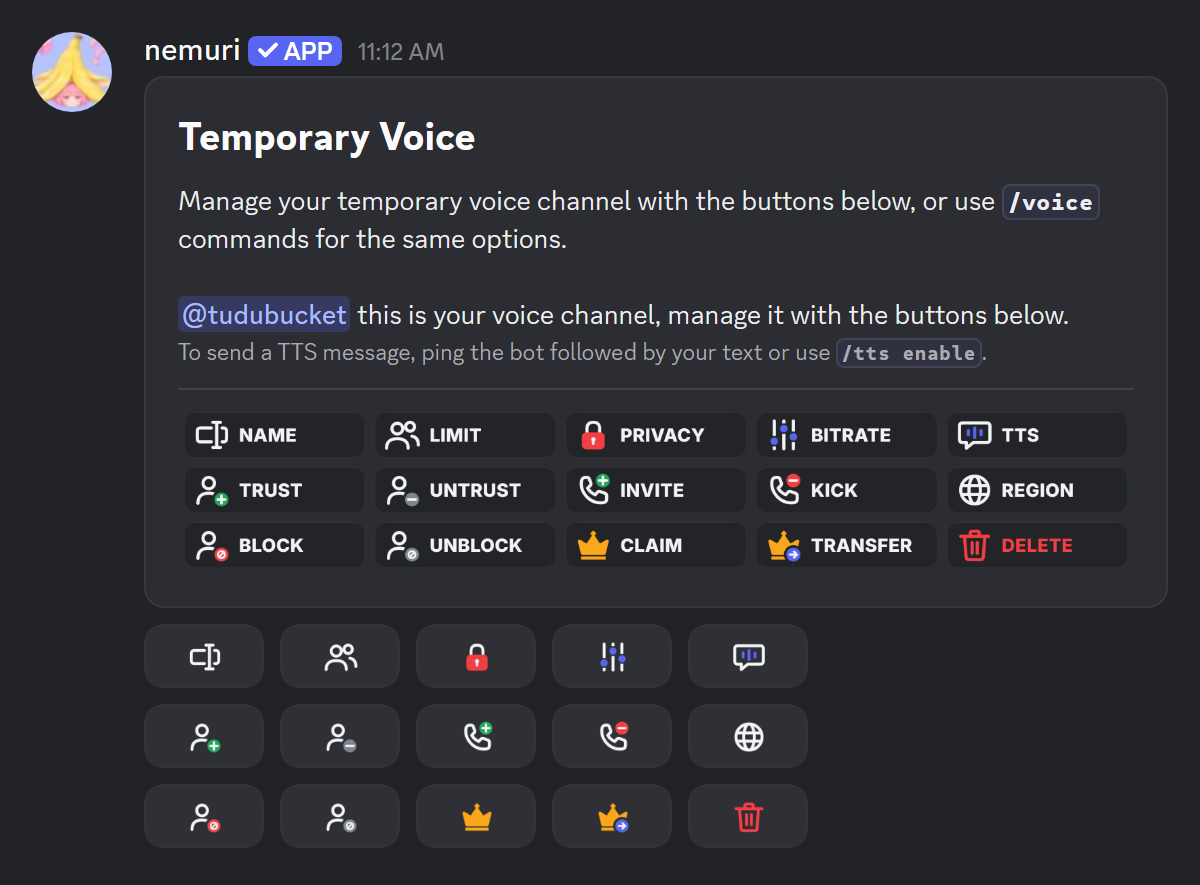 nemuri APP 11:12 AM
Temporary Voice
Manage your temporary voice channel with the buttons below, or use /voice
commands for the same options.
@tudubucket this is your voice channel, manage it with the buttons below.
To send a TTS message, ping the bot followed by your text or use /tts enable.
NAME LIMIT PRIVACY BITRATE TTS
TRUST UNTRUST INVITE KICK REGION
BLOCK UNBLOCK CLAIM TRANSFER DELETE